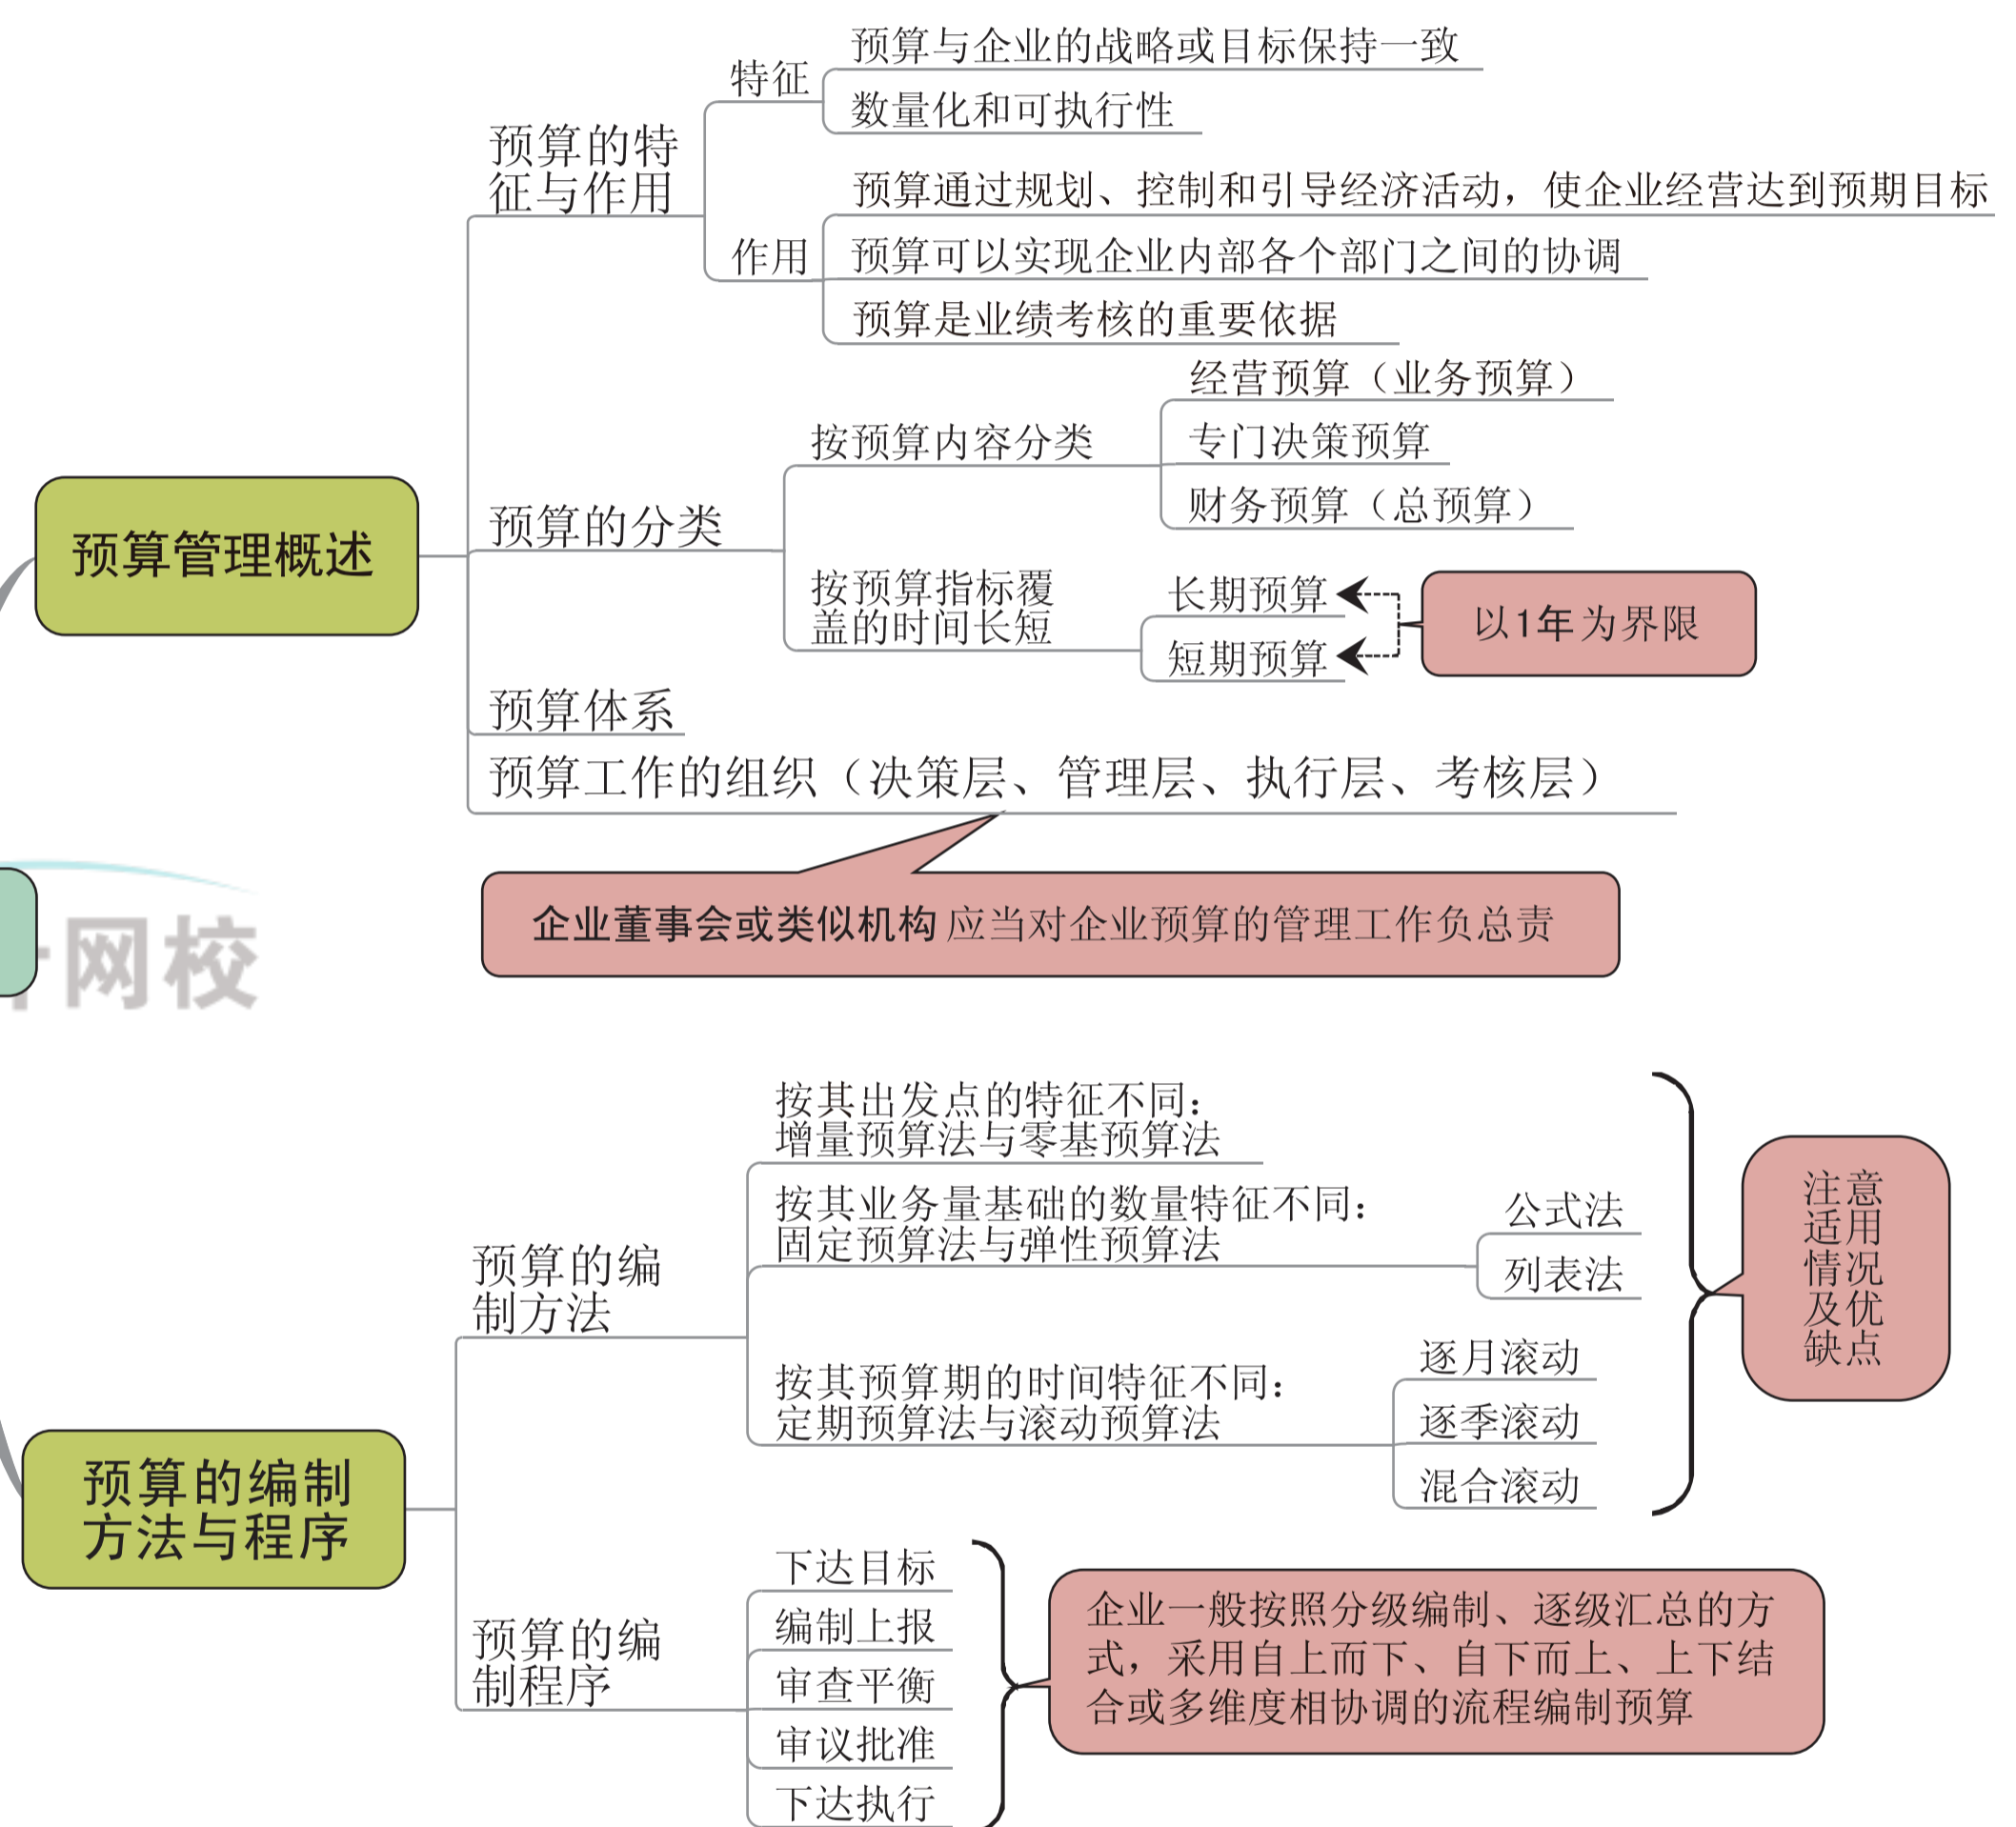 预算与企业的战略或目标保持一致
特征
数量化和可执行性
预算的特
征与作用
预算通过规划、控制和引导经济活动，使企业经营达到预期目标
作用
预算可以实现企业内部各个部门之间的协调
预算是业绩考核的重要依据
经营预算（业务预算）
按预算内容分类
专门决策预算
财务预算（总预算）
预算的分类
预算管理概述
按预算指标覆
盖的时间长短
长期预算
以1年为界限
短期预算
预算体系
预算工作的组织（决策层、管理层、执行层、考核层）
企业董事会或类似机构应当对企业预算的管理工作负总责
网校
按其出发点的特征不同：
增量预算法与零基预算法
按其业务量基础的数量特征不同：
固定预算法与弹性预算法
公式法
列表法
注意
适用
情况
及优
缺点
预算的编
制方法
按其预算期的时间特征不同：
定期预算法与滚动预算法
逐月滚动
逐季滚动
混合滚动
预算的编制
方法与程序
下达目标
编制上报
预算的编
制程序
审查平衡
审议批准
下达执行
企业一般按照分级编制、逐级汇总的方
式，采用自上而下、自下而上、上下结
合或多维度相协调的流程编制预算